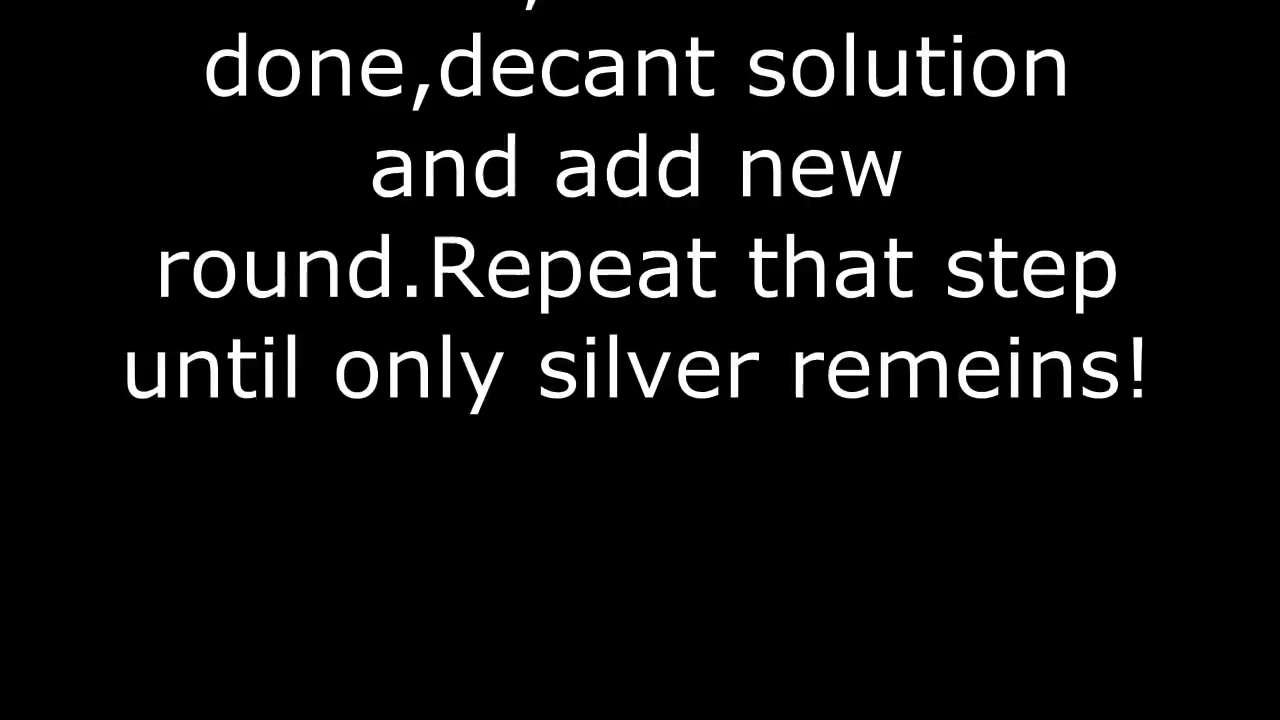 done,decant solution
and add new
round.Repeat that step
until only silver remeins!